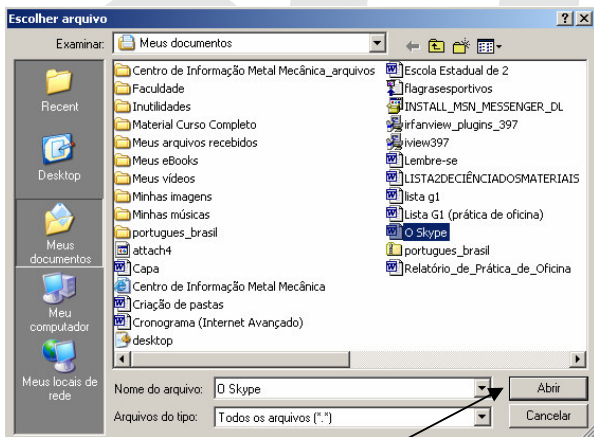 Escolher arquivo
Examinar:
Meus documentos
Recent
Desktop
Meus
documentos
Meu
computador
Meus locais de
rede
Centro de Informação Metal Mecânica_arquivos
Faculdade
Inutilidades
Material Curso Completo
Meus arquivos recebidos
Meus eBooks
Meus vídeos
Minhas imagens
Minhas músicas
portugues_brasil
attach4
Capa
Centro de Informação Metal Mecânica
Criação de pastas
Cronograma (Internet Avançado)
desktop
Escola Estadual de 2
flagrasesportivos
INSTALL_MSN_MESSENGER_DL
irfanview_plugins_397
iview397
Lembre-se
LISTA2DECIÊNCIADOSMATERIAIS
lista g1
Lista G1 (prática de oficina)
O Skype
portugues_brasil
Relatório_de_Prática_de_Oficina
Nome do arquivo:
O Skype
Abrir
Arquivos do tipo:
Todos os arquivos (*.*)
Cancelar